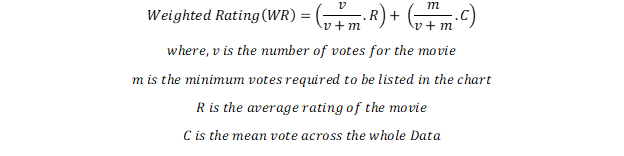 Weighted Rating(WR) = (v/(v + m) . R) + (m/(v + m) . C)
where, v is the number of votes for the movie
m is the minimum votes required to be listed in the chart
R is the average rating of the movie
C is the mean vote across the whole Data